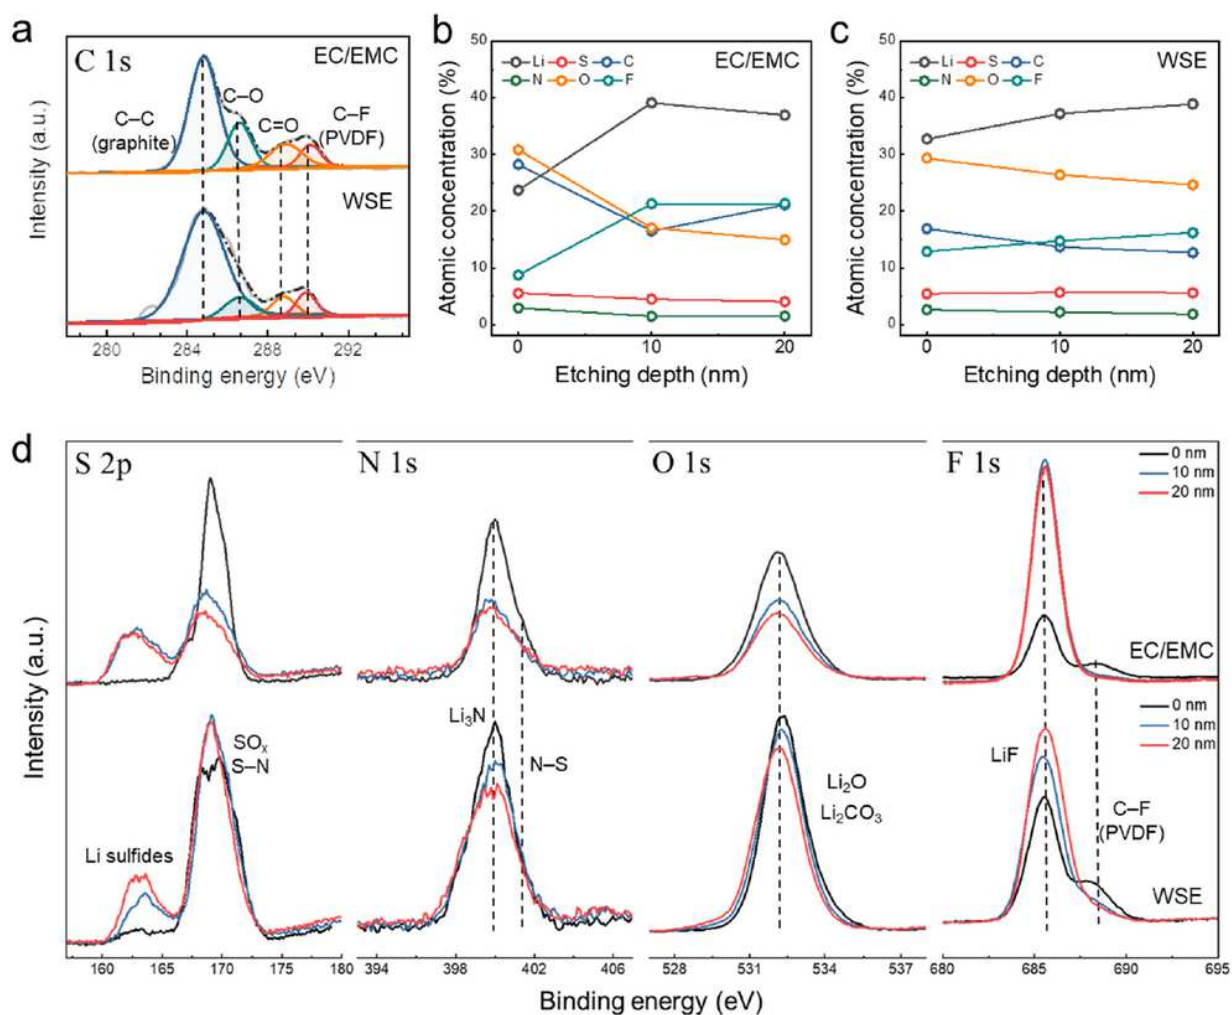 a
C 1s
EC/EMC
C–O
C–C
(graphite)
C=O
C–F
(PVDF)
WSE
Intensity (a.u.)
280 284 288 292
Binding energy (eV)
b
50
40
30
20
10
0
Li S C
N O F
EC/EMC
Atomic concentration (%)
0 10 20
Etching depth (nm)
c
50
40
30
20
10
0
Li S C
N O F
WSE
Atomic concentration (%)
0 10 20
Etching depth (nm)
d
S 2p
N 1s
O 1s
F 1s
0 nm
10 nm
20 nm
EC/EMC
0 nm
10 nm
20 nm
SOx
S–N
Li sulfides
Li3N
N–S
Li2O
Li2CO3
LiF
C–F
(PVDF)
WSE
Intensity (a.u.)
160 165 170 175 180
394 398 402 406
528 531 534 537
680 685 690 695
Binding energy (eV)